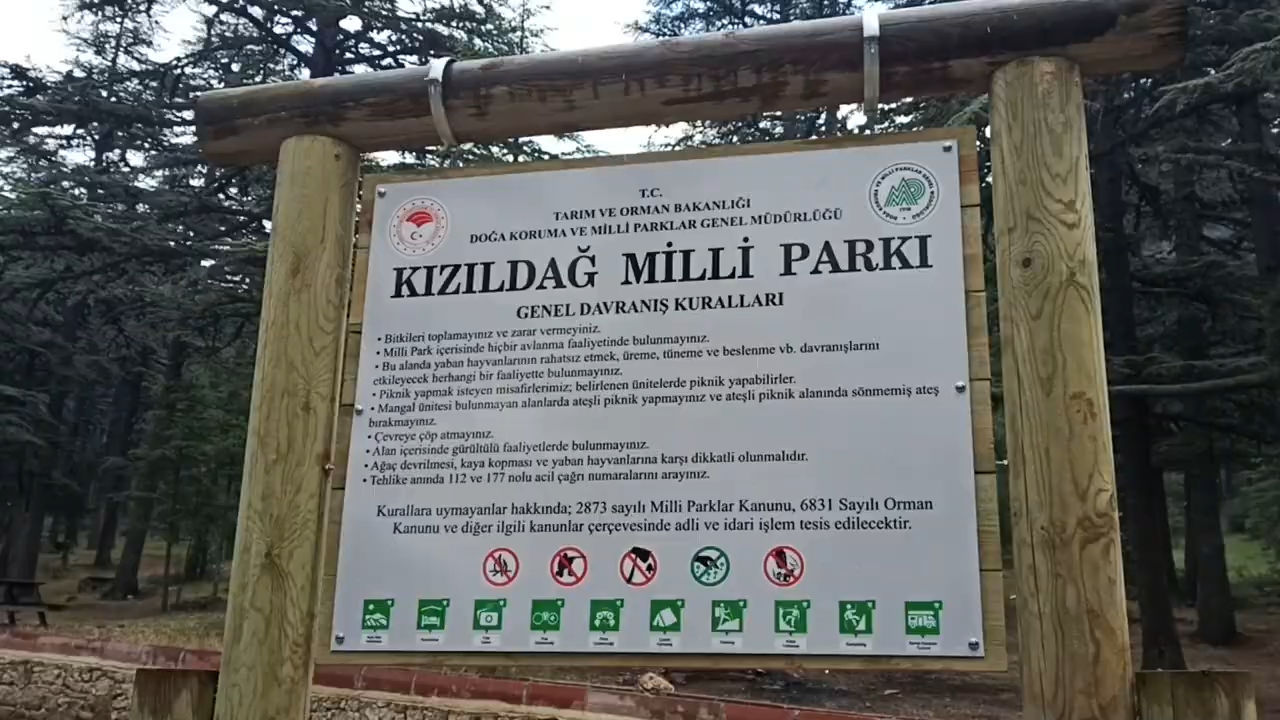 T.C.
TARIM VE ORMAN BAKANLIĞI
DOĞA KORUMA VE MİLLİ PARKLAR GENEL MÜDÜRLÜĞÜ
KIZILDAĞ MİLLİ PARKI
GENEL DAVRANIŞ KURALLARI
• Bitkileri toplamayınız ve zarar vermeyiniz.
• Milli Park içerisinde hiçbir avlanma faaliyetinde bulunmayınız.
• Bu alanda yaban hayvanlarının rahatsız etmek, üreme, tüneme ve beslenme vb. davranışlarını
etkileyecek herhangi bir faaliyette bulunmayınız.
• Piknik yapmak isteyen misafirlerimiz; belirlenen ünitelerde piknik yapabilirler.
• Mangal ünitesi bulunmayan alanlarda ateşli piknik yapmayınız ve ateşli piknik alanında sönmemiş ateş
bırakmayınız.
• Çevreye çöp atmayınız.
• Alan içerisinde gürültülü faaliyetlerde bulunmayınız.
• Ağaç devrilmesi, kaya kopması ve yaban hayvanlarına karşı dikkatli olunmalıdır.
• Tehlike anında 112 ve 177 nolu acil çağrı numaralarını arayınız.
Kurallara uymayanlar hakkında; 2873 sayılı Milli Parklar Kanunu, 6831 Sayılı Orman
Kanunu ve diğer ilgili kanunlar çerçevesinde adli ve idari işlem tesis edilecektir.